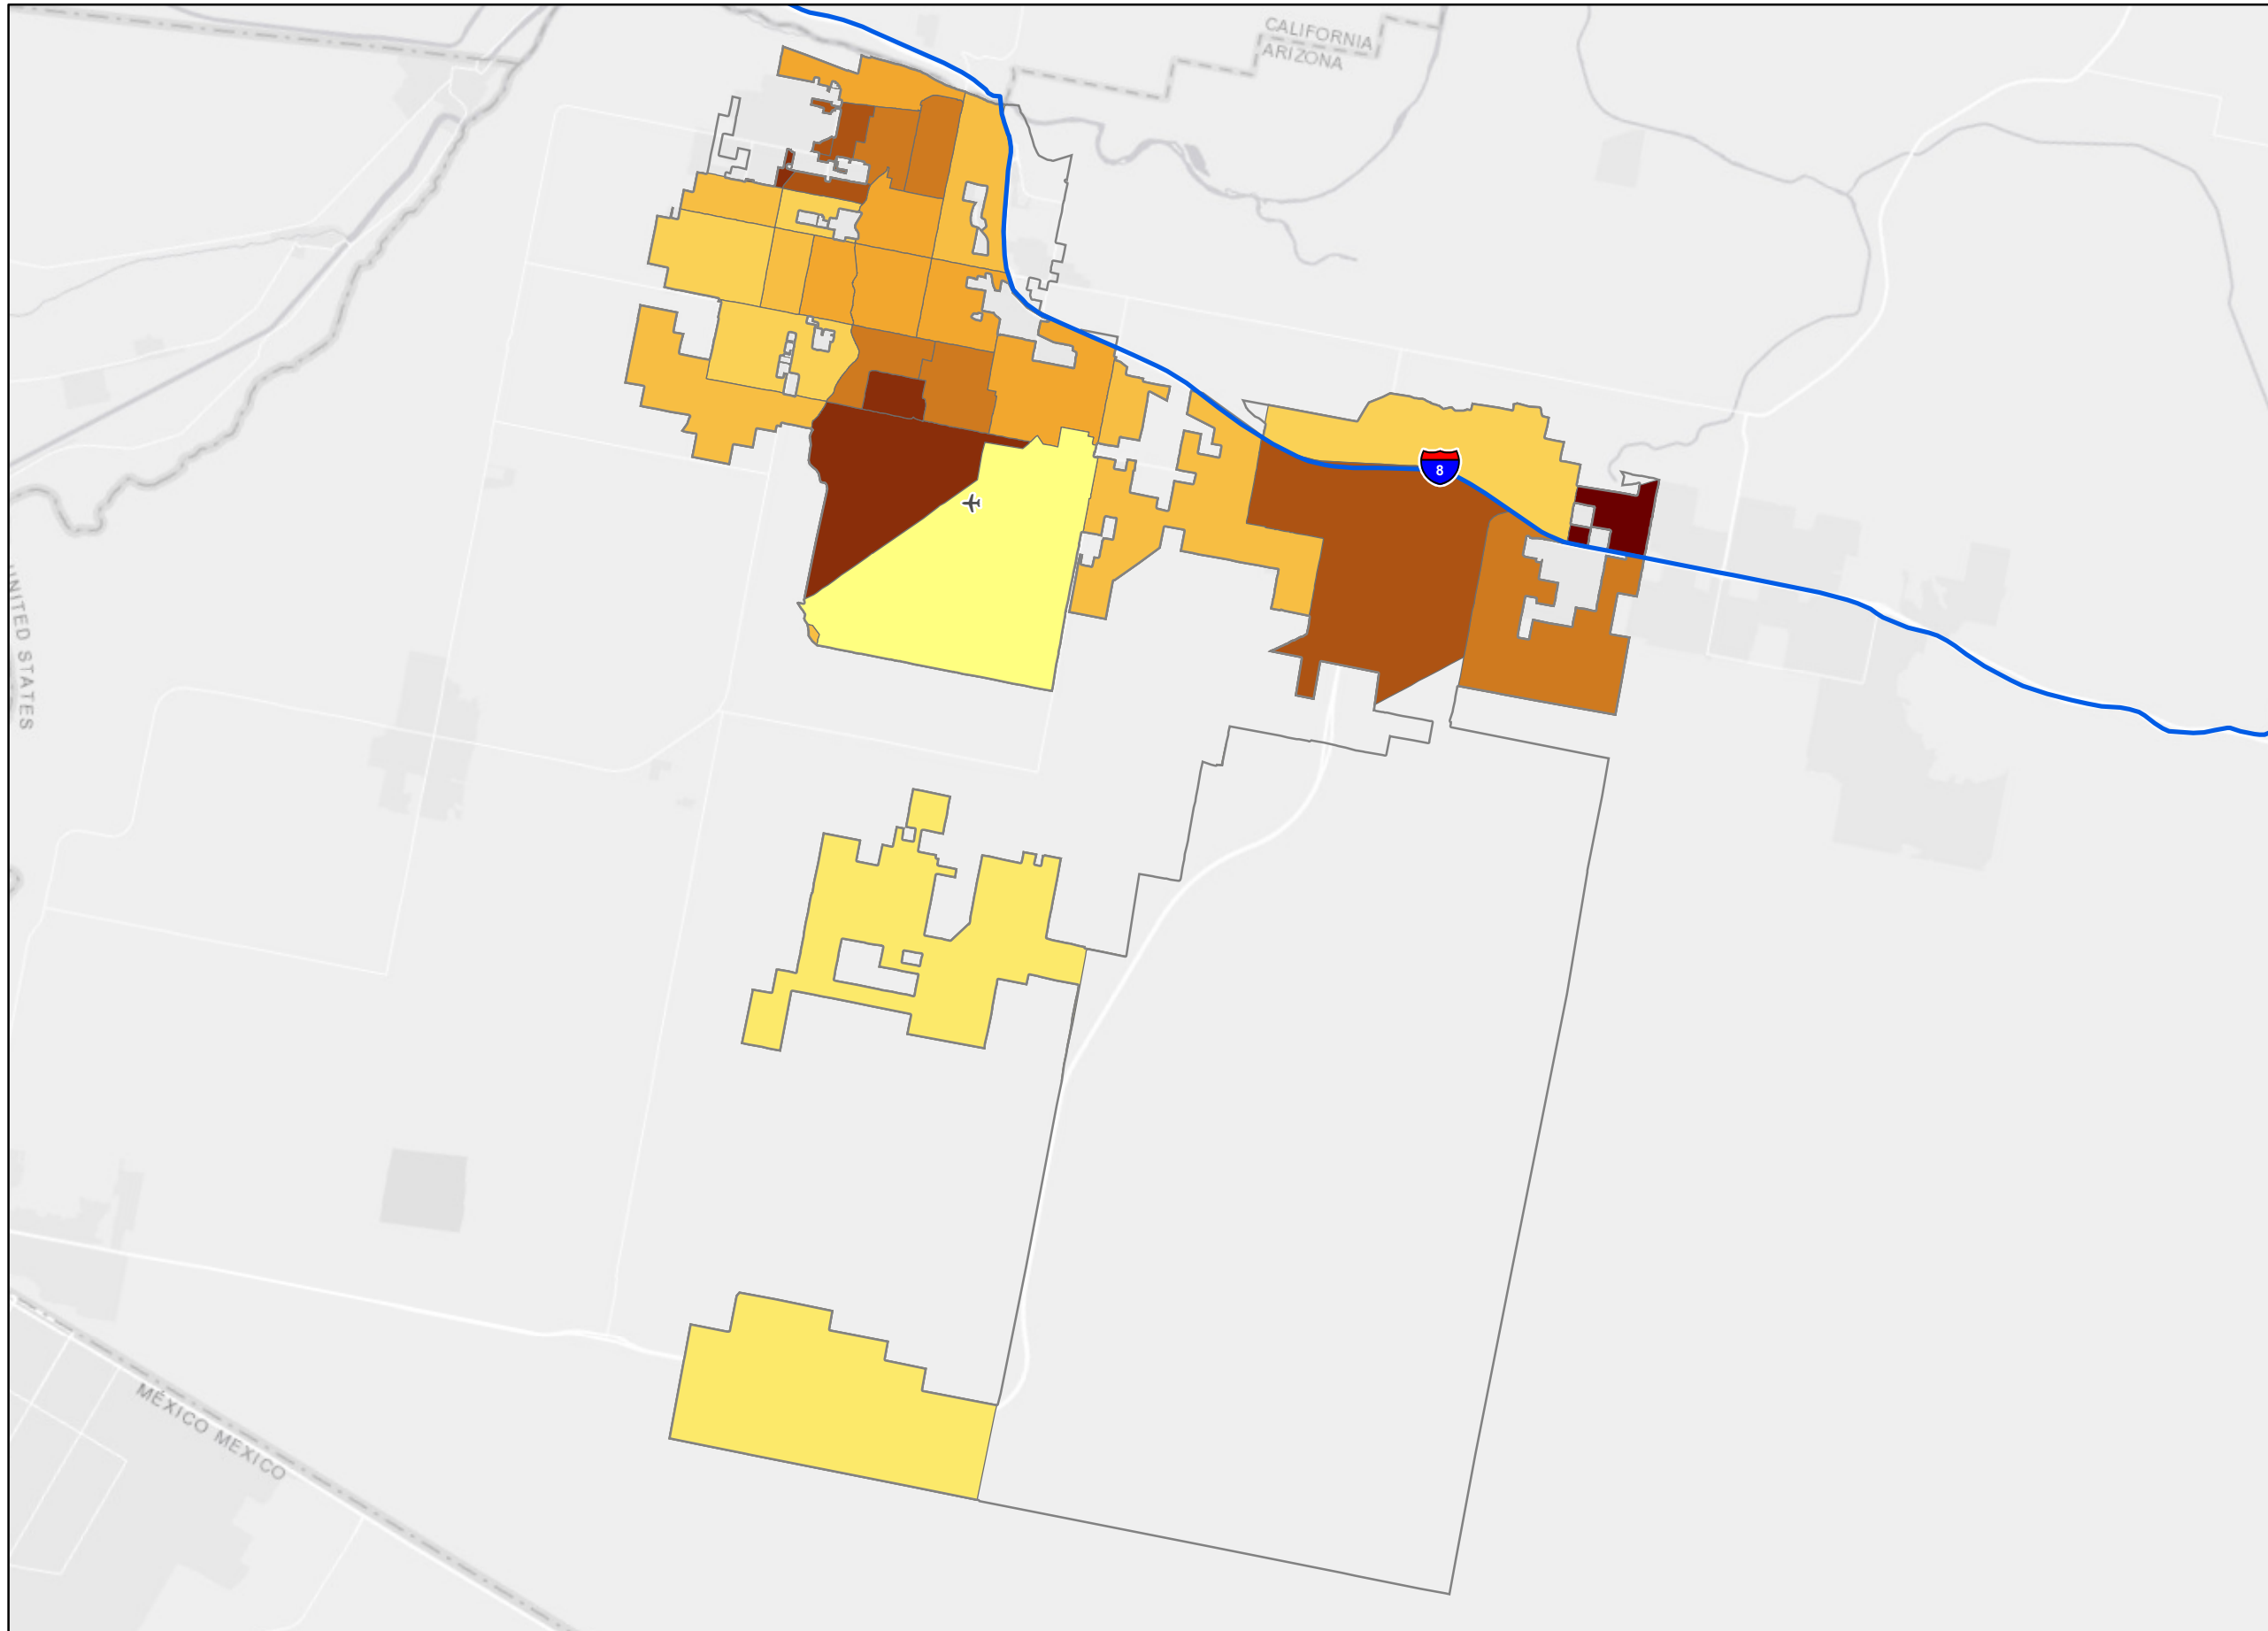 CALIFORNIA
ARIZONA
8
UNITED STATES
MÉXICO MEXICO